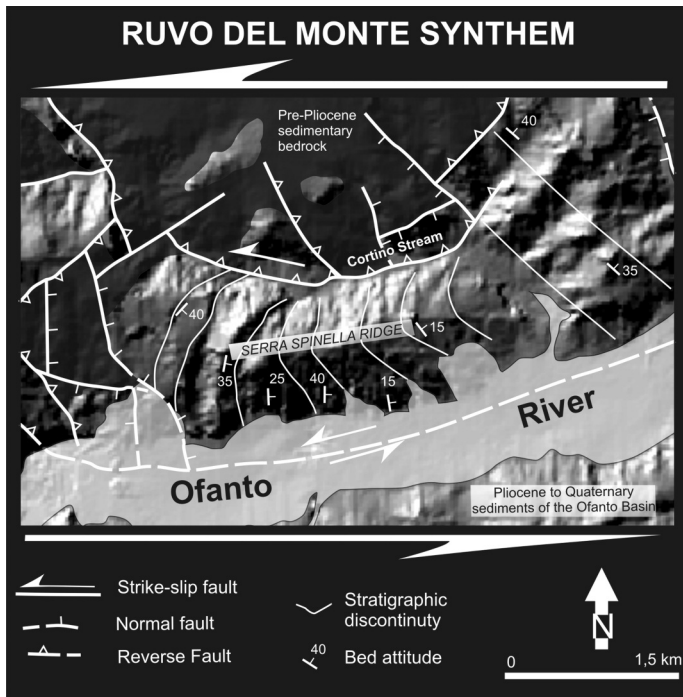 RUVO DEL MONTE SYNTHEM
40
Pre-Pliocene
sedimentary
bedrock
Cortino Stream
35
40
15
SERRA SPINELLA RIDGE
35
25
40
15
River
Ofanto
Pliocene to Quaternary
sediments of the Ofanto Basin
Strike-slip fault
Normal fault
Reverse Fault
Stratigraphic
discontinuty
40
Bed attitude
N
0
1,5 km